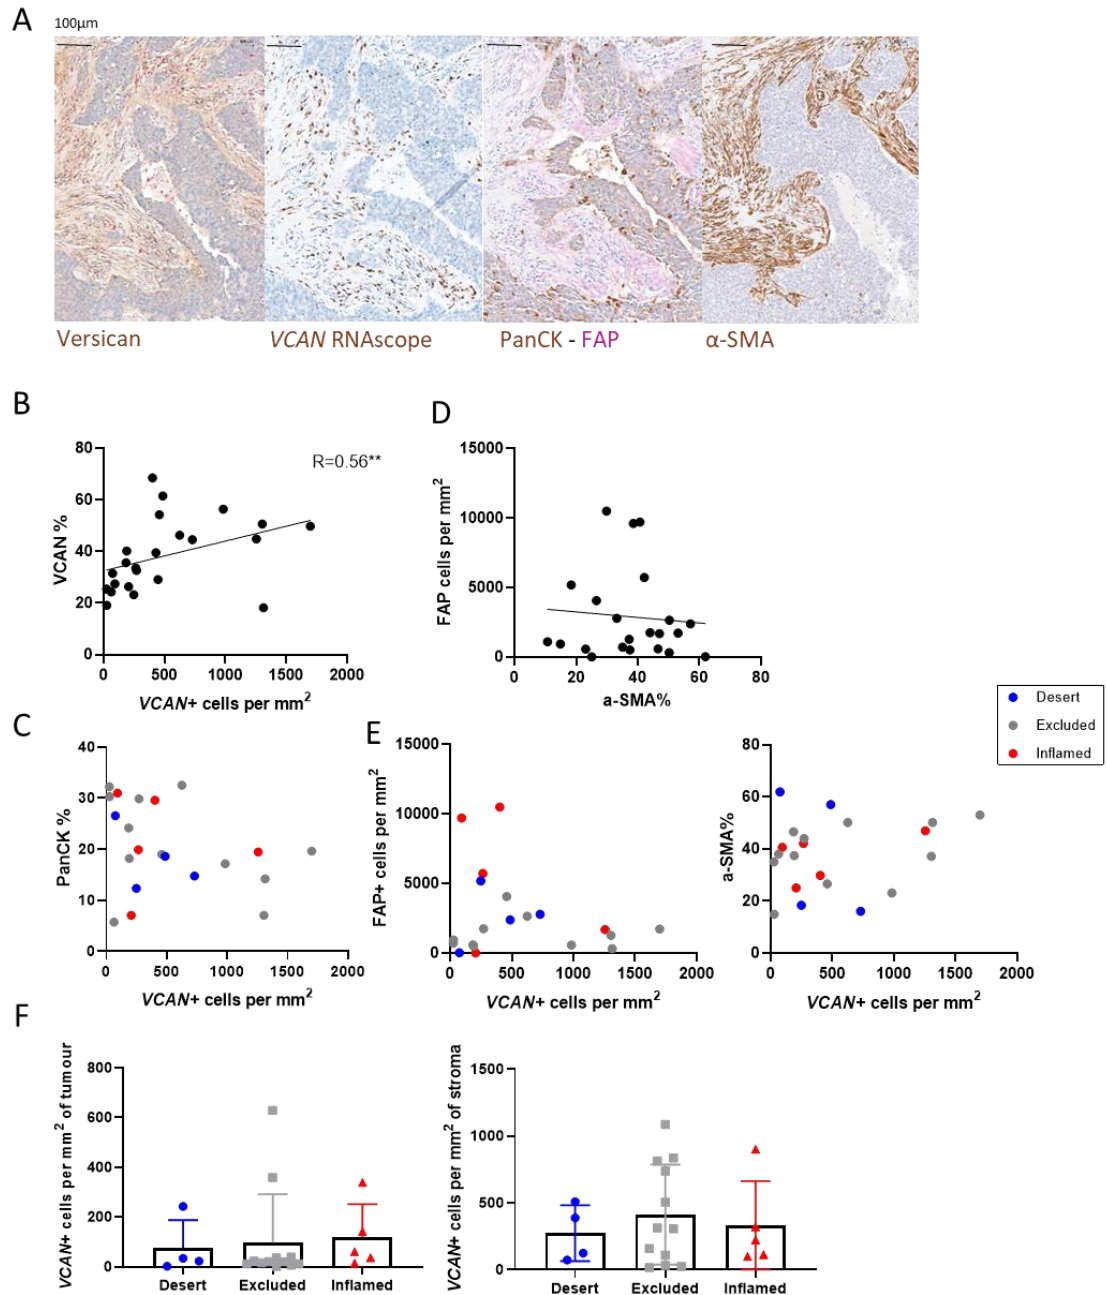 A
100μm
Versican
VCAN RNAscope
PanCK - FAP
α-SMA
B
80
60
40
20
0
VCAN %
R=0.56**
0 500 1000 1500 2000
VCAN+ cells per mm2
D
15000
10000
5000
0
FAP cells per mm2
0 20 40 60 80
a-SMA%
Desert
Excluded
Inflamed
C
40
30
20
10
0
PanCK %
0 500 1000 1500 2000
VCAN+ cells per mm2
E
15000
10000
5000
0
FAP+ cells per mm2
0 500 1000 1500 2000
VCAN+ cells per mm2
80
60
40
20
0
a-SMA%
0 500 1000 1500 2000
VCAN+ cells per mm2
F
800
600
400
200
0
VCAN+ cells per mm2 of tumour
Desert Excluded Inflamed
1500
1000
500
0
VCAN+ cells per mm2 of stroma
Desert Excluded Inflamed